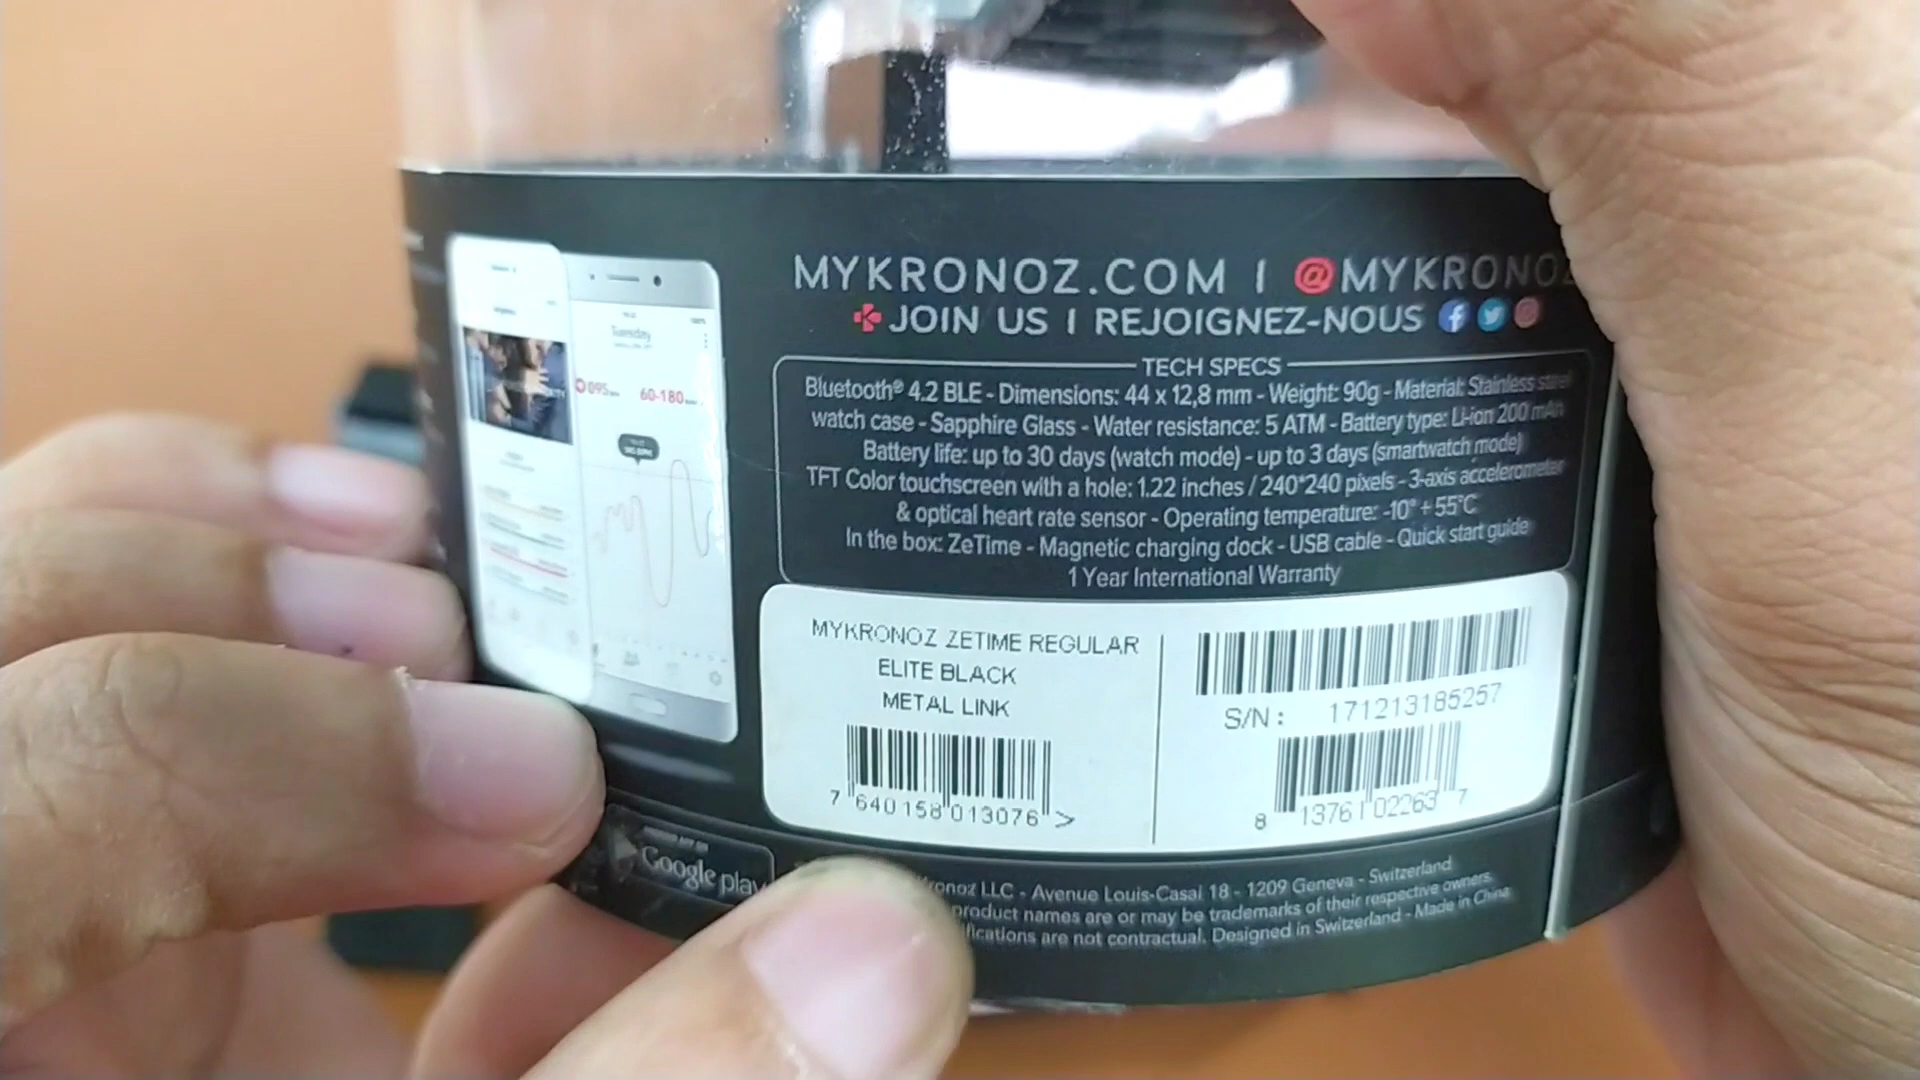 MYKRONOZ.COM | @MYKRONOZ
JOIN US | REJOIGNEZ-NOUS
TECH SPECS
Bluetooth® 4.2 BLE - Dimensions: 44 x 12,8 mm - Weight: 90g - Material: Stainless steel
watch case - Sapphire Glass - Water resistance: 5 ATM - Battery type: Li-ion 200 mAh
Battery life: up to 30 days (watch mode) - up to 3 days (smartwatch mode)
TFT Color touchscreen with a hole: 1.22 inches / 240*240 pixels - 3-axis accelerometer
& optical heart rate sensor - Operating temperature: -10° +55°C
In the box: ZeTime - Magnetic charging dock - USB cable - Quick start guide
1 Year International Warranty
Tuesday
095
60-180
MYKRONOZ ZETIME REGULAR
ELITE BLACK
METAL LINK
7 640158 013076 >
S/N: 171213185257
8 13761 02263 7
Google play
LLC - Avenue Louis-Casaï 18 - 1209 Geneva - Switzerland
product names are or may be trademarks of their respective owners.
are not contractual. Designed in Switzerland - Made in China